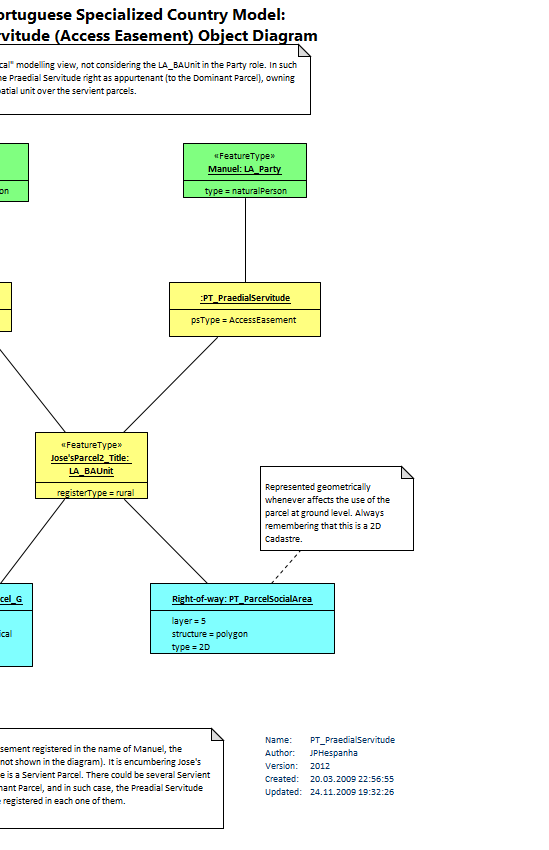 ortuguese Specialized Country Model:
rvitude (Access Easement) Object Diagram
cal" modelling view, not considering the LA_BAUnit in the Party role. In such
he Praedial Servitude right as appurtenant (to the Dominant Parcel), owning
patial unit over the servient parcels.
«FeatureType»
Manuel: LA_Party
on
type = naturalPerson
:PT_PraedialServitude
psType = AccessEasement
«FeatureType»
Jose'sParcel2_Title:
LA_BAUnit
registerType = rural
Represented geometrically
whenever affects the use of the
parcel at ground level. Always
remembering that this is a 2D
Cadastre.
cel_G
ical
Right-of-way: PT_ParcelSocialArea
layer = 5
structure = polygon
type = 2D
sement registered in the name of Manuel, the
not shown in the diagram). It is encumbering Jose's
e is a Servient Parcel. There could be several Servient
nant Parcel, and in such case, the Preadial Servitude
registered in each one of them.
Name: PT_PraedialServitude
Author: JPHespanha
Version: 2012
Created: 20.03.2009 22:56:55
Updated: 24.11.2009 19:32:26